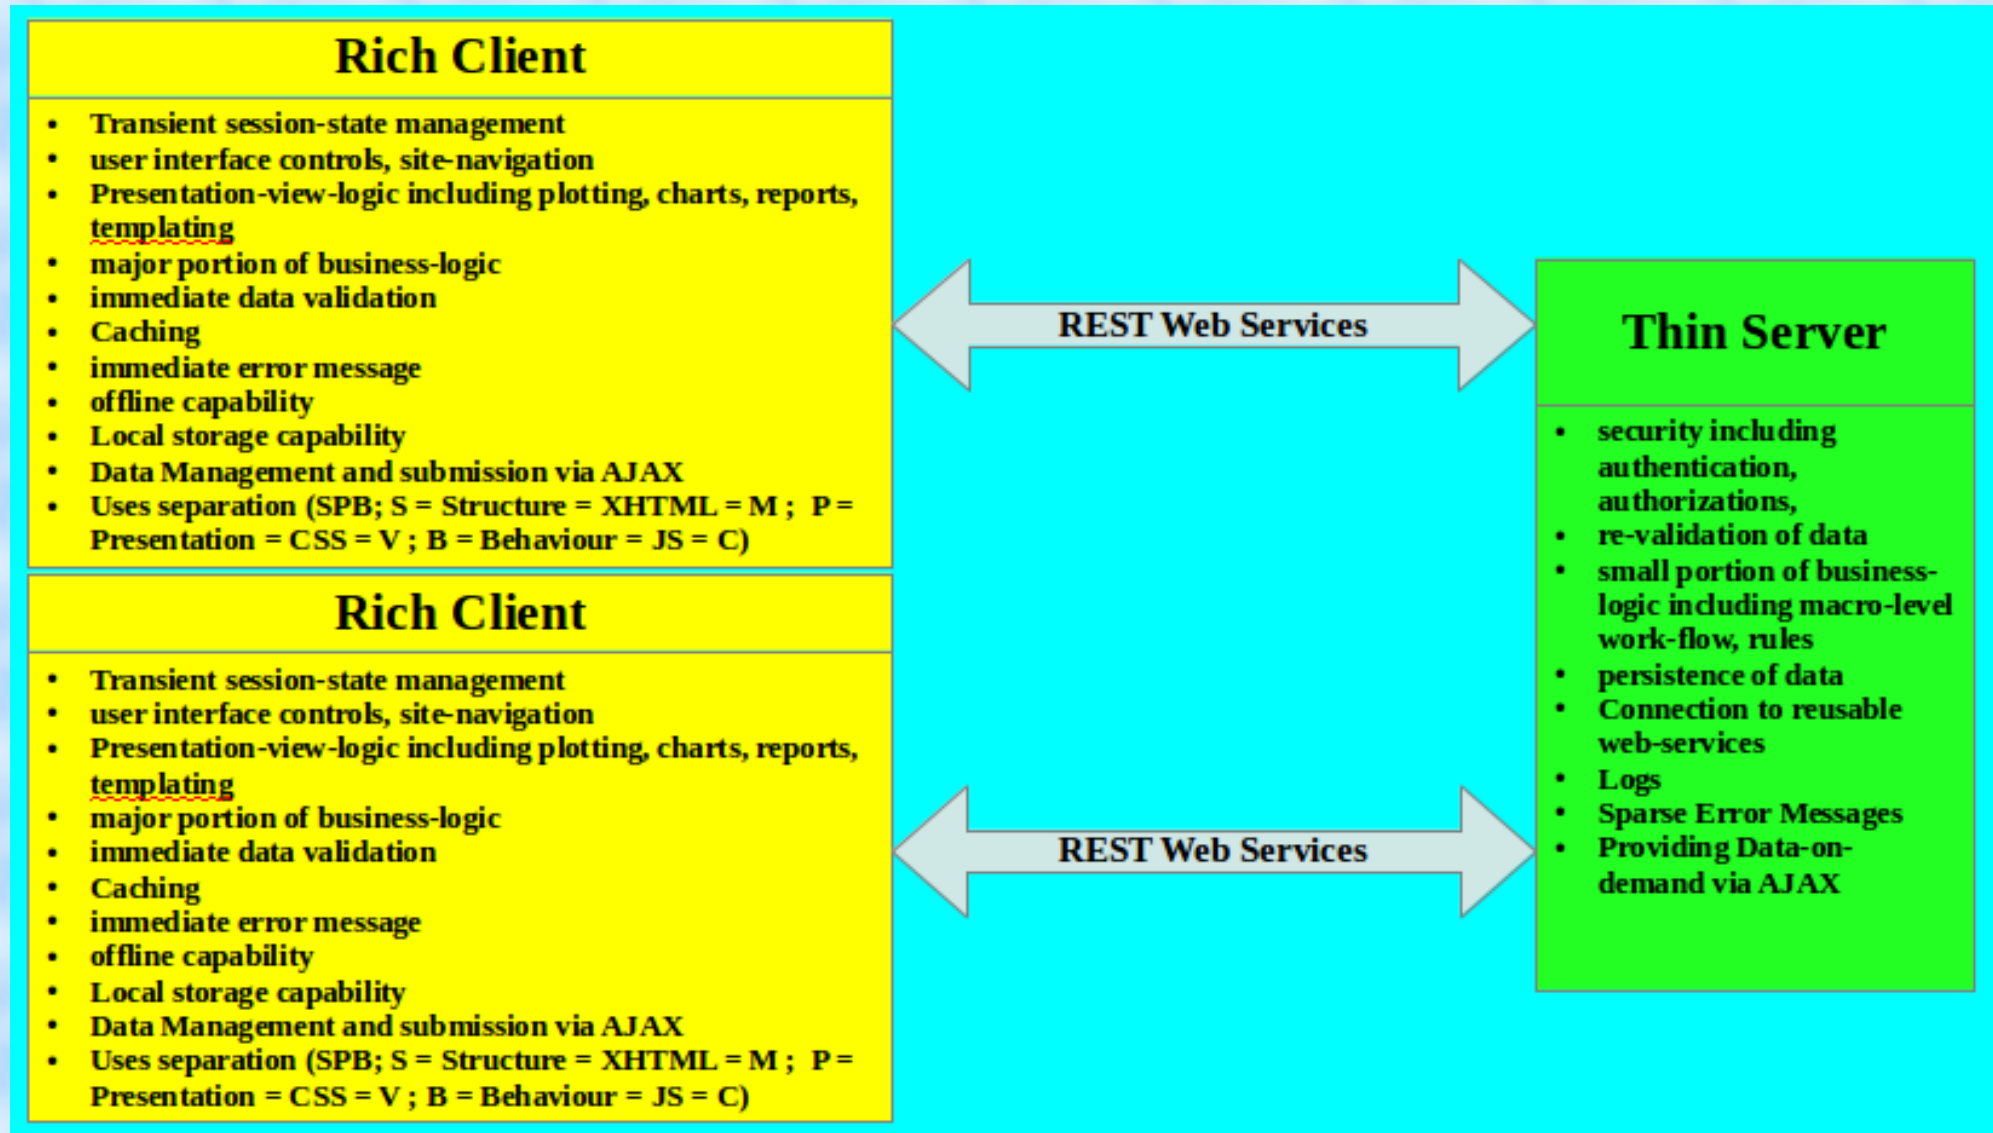 Rich Client
• Transient session-state management
• user interface controls, site-navigation
• Presentation-view-logic including plotting, charts, reports,
templating
• major portion of business-logic
• immediate data validation
• Caching
• immediate error message
• offline capability
• Local storage capability
• Data Management and submission via AJAX
• Uses separation (SPB; S = Structure = XHTML = M ; P =
Presentation = CSS = V ; B = Behaviour = JS = C)
Rich Client
• Transient session-state management
• user interface controls, site-navigation
• Presentation-view-logic including plotting, charts, reports,
templating
• major portion of business-logic
• immediate data validation
• Caching
• immediate error message
• offline capability
• Local storage capability
• Data Management and submission via AJAX
• Uses separation (SPB; S = Structure = XHTML = M ; P =
Presentation = CSS = V ; B = Behaviour = JS = C)
REST Web Services
REST Web Services
Thin Server
• security including
authentication,
authorizations,
• re-validation of data
• small portion of business-
logic including macro-level
work-flow, rules
• persistence of data
• Connection to reusable
web-services
• Logs
• Sparse Error Messages
• Providing Data-on-
demand via AJAX